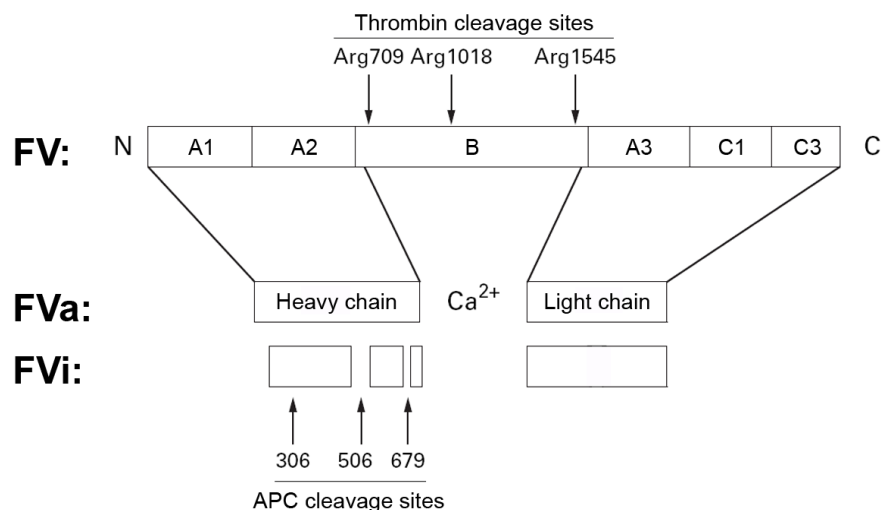 Thrombin cleavage sites
Arg709 Arg1018 Arg1545
FV: N A1 A2 B A3 C1 C3 C
FVa: Heavy chain Ca2+ Light chain
FVi:
306 506 679
APC cleavage sites